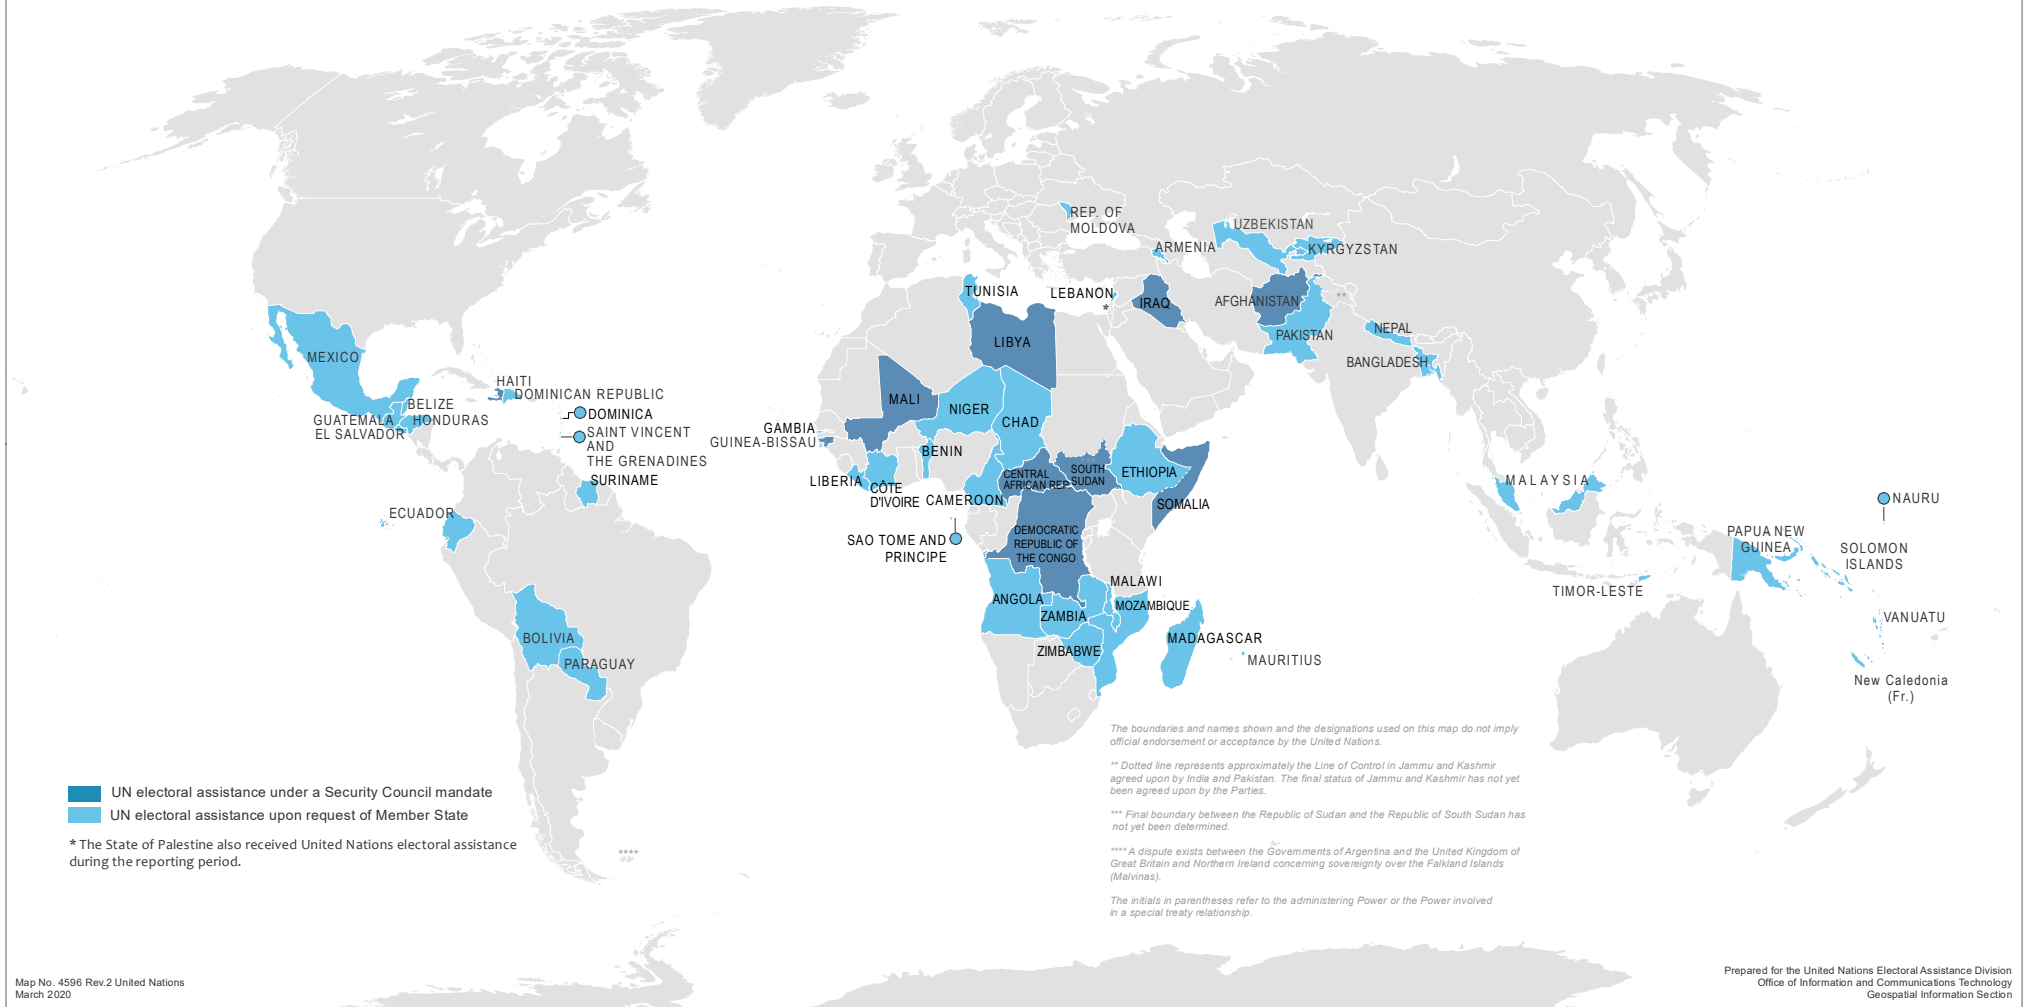 REP. OF
MOLDOVA
UZBEKISTAN
ARMENIA
KYRGYZSTAN
TUNISIA
LEBANON
*
IRAQ
AFGHANISTAN
**
LIBYA
PAKISTAN
NEPAL
BANGLADESH
MEXICO
HAITI
DOMINICAN REPUBLIC
BELIZE
GUATEMALA
HONDURAS
EL SALVADOR
DOMINICA
SAINT VINCENT
AND
THE GRENADINES
SURINAME
ECUADOR
MALI
NIGER
CHAD
GAMBIA
GUINEA-BISSAU
BENIN
LIBERIA
CÔTE
D'IVOIRE
CAMEROON
CENTRAL
AFRICAN REP
***
SOUTH
SUDAN
ETHIOPIA
SOMALIA
SAO TOME AND
PRINCIPE
DEMOCRATIC
REPUBLIC OF
THE CONGO
MALAYSIA
NAURU
PAPUA NEW
GUINEA
SOLOMON
ISLANDS
TIMOR-LESTE
VANUATU
New Caledonia
(Fr.)
MALAWI
ANGOLA
ZAMBIA
MOZAMBIQUE
ZIMBABWE
MADAGASCAR
MAURITIUS
BOLIVIA
PARAGUAY
****
UN electoral assistance under a Security Council mandate
UN electoral assistance upon request of Member State
* The State of Palestine also received United Nations electoral assistance
during the reporting period.
The boundaries and names shown and the designations used on this map do not imply
official endorsement or acceptance by the United Nations.
** Dotted line represents approximately the Line of Control in Jammu and Kashmir
agreed upon by India and Pakistan. The final status of Jammu and Kashmir has not yet
been agreed upon by the Parties.
*** Final boundary between the Republic of Sudan and the Republic of South Sudan has
not yet been determined.
**** A dispute exists between the Governments of Argentina and the United Kingdom of
Great Britain and Northern Ireland concerning sovereignty over the Falkland Islands
(Malvinas).
The initials in parentheses refer to the administering Power or the Power involved
in a special treaty relationship.
Map No. 4596 Rev.2 United Nations
March 2020
Prepared for the United Nations Electoral Assistance Division
Office of Information and Communications Technology
Geospatial Information Section